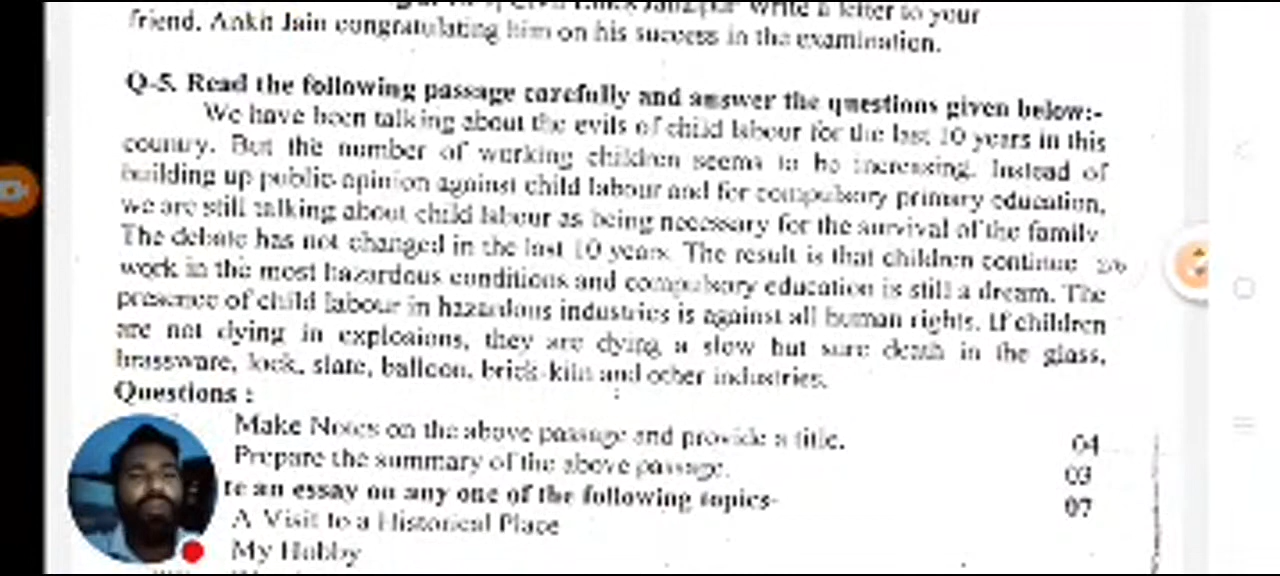 friend, Ankit Jain congratulating him on his success in the examination.
Q-5. Read the following passage carefully and answer the questions given below:-
We have been talking about the evils of child labour for the last 10 years in this
country. But the number of working children seems to be increasing. Instead of
building up public opinion against child labour and for compulsory primary education,
we are still talking about child labour as being necessary for the survival of the family
The debate has not changed in the last 10 years. The result is that children continue
work in the most hazardous conditions and compulsory education is still a dream. The
presence of child labour in hazardous industries is against all human rights. If children
are not dying in explosions, they are dying a slow but sure death in the glass,
brassware, lock, slate, balloon, brick-kiln and other industries.
Questions :
Make Notes on the above passage and provide a title. 04
Prepare the summary of the above passage. 03
te an essay on any one of the following topics- 07
A Visit to a Historical Place
My Hobby